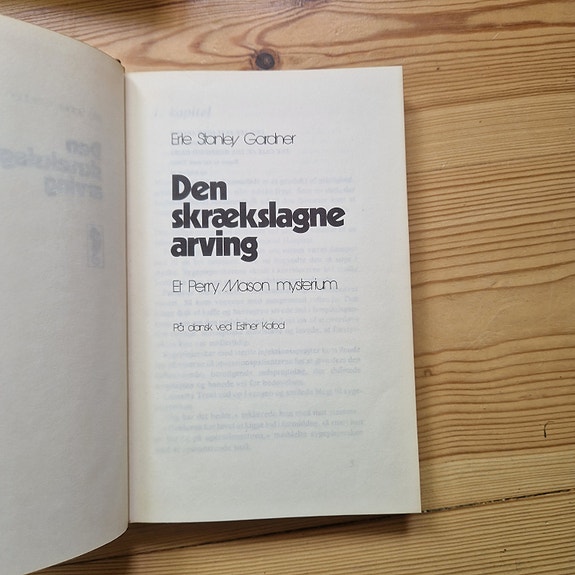 Erle Stanley Gardner
Den
skrækslagne
arving
Et Perry Mason mysterium
På dansk ved Esther Kofod